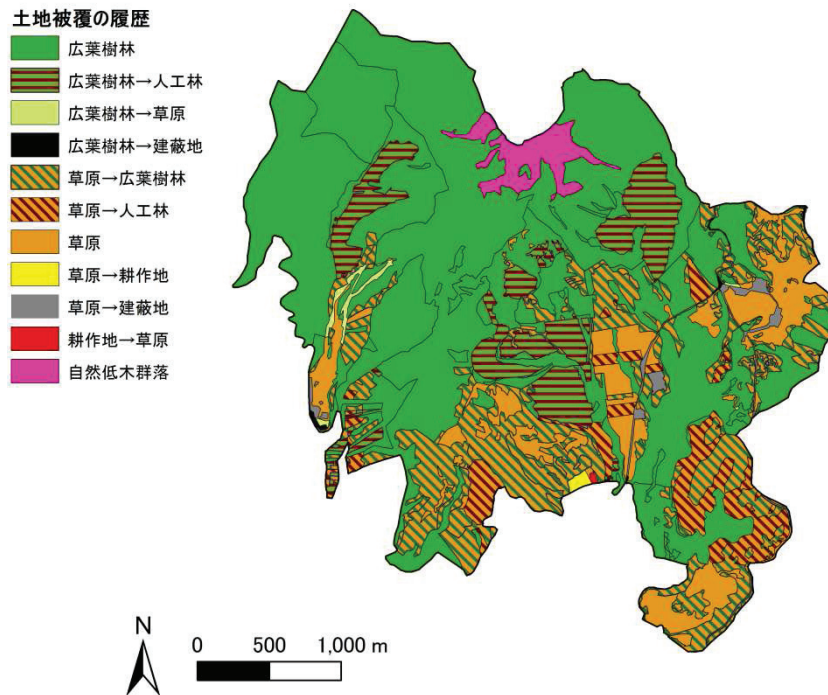 土地被覆の履歴
広葉樹林
広葉樹林→人工林
広葉樹林→草原
広葉樹林→建蔽地
草原→広葉樹林
草原→人工林
草原
草原→耕作地
草原→建蔽地
耕作地→草原
自然低木群落
N
0 500 1,000 m